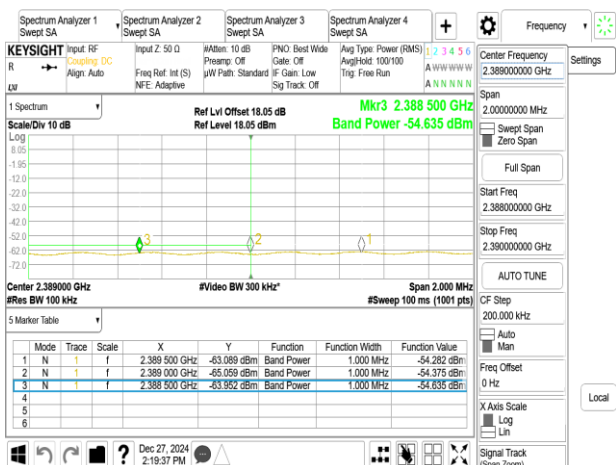 Spectrum Analyzer 1
Swept SA
Spectrum Analyzer 2
Swept SA
Spectrum Analyzer 3
Swept SA
Spectrum Analyzer 4
Swept SA
+
Frequency
KEYSIGHT
R
Input: RF
Coupling: DC
Align: Auto
Input Z: 50 Ω
Freq Ref: Int (S)
NFE: Adaptive
#Atten: 10 dB
Preamp: Off
µW Path: Standard
PNO: Best Wide
Gate: Off
IF Gain: Low
Sig Track: Off
Avg Type: Power (RMS)
Avg|Hold: 100/100
Trig: Free Run
1 2 3 4 5 6
A W W W W W
A N N N N N
1 Spectrum
Scale/Div 10 dB
Ref Lvl Offset 18.05 dB
Ref Level 18.05 dBm
Mkr3 2.388 500 GHz
Band Power -54.635 dBm
Log
8.05
-1.95
-12.0
-22.0
-32.0
-42.0
-52.0
-62.0
-72.0
3
2
1
Center 2.389000 GHz
#Video BW 300 kHz*
Span 2.000 MHz
#Res BW 100 kHz
#Sweep 100 ms (1001 pts)
5 Marker Table
Mode Trace Scale X Y Function Function Width Function Value
1 N 1 f 2.389 500 GHz -63.089 dBm Band Power 1.000 MHz -54.282 dBm
2 N 1 f 2.389 000 GHz -65.059 dBm Band Power 1.000 MHz -54.375 dBm
3 N 1 f 2.388 500 GHz -63.952 dBm Band Power 1.000 MHz -54.635 dBm
4
5
6
?
Dec 27, 2024
2:19:37 PM
Center Frequency
2.389000000 GHz
Settings
Span
2.00000000 MHz
Swept Span
Zero Span
Full Span
Start Freq
2.388000000 GHz
Stop Freq
2.390000000 GHz
AUTO TUNE
CF Step
200.000 kHz
Auto
Man
Freq Offset
0 Hz
X Axis Scale
Log
Lin
Local
Signal Track
(Span Zoom)